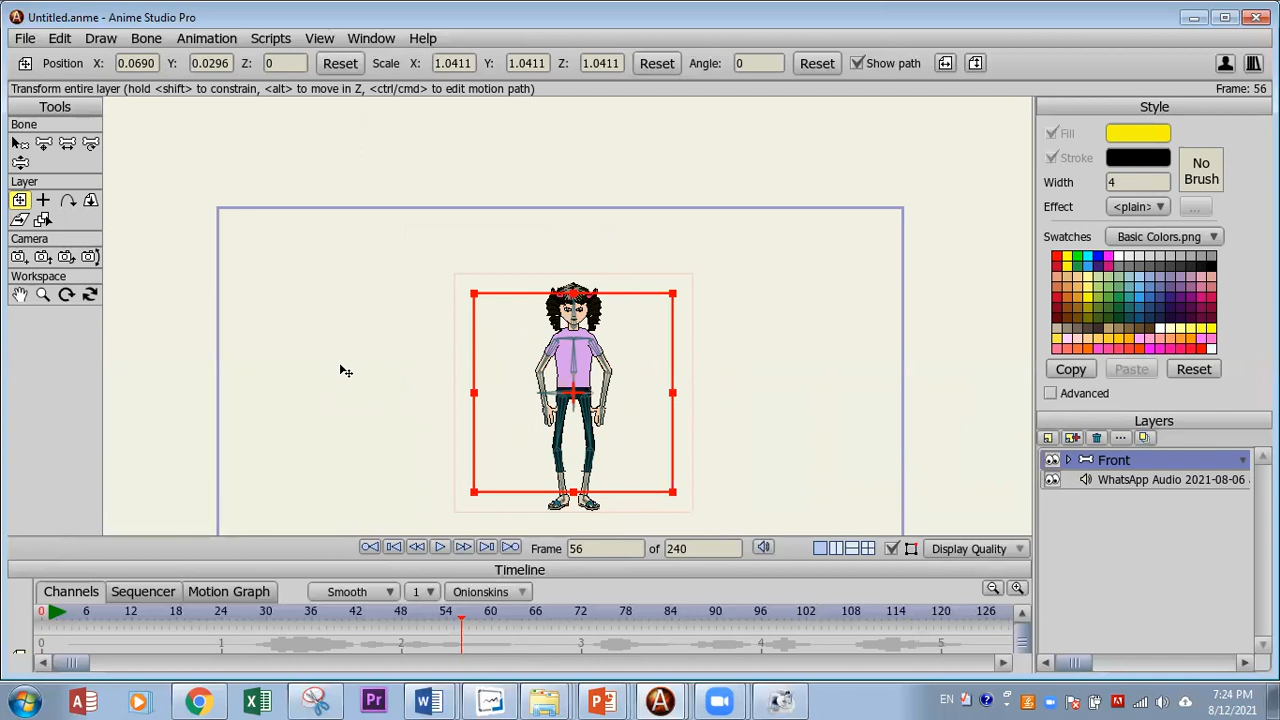 Untitled.anme - Anime Studio Pro
File Edit Draw Bone Animation Scripts View Window Help
Position X: 0.0690 Y: 0.0296 Z: 0 Reset Scale X: 1.0411 Y: 1.0411 Z: 1.0411 Reset Angle: 0 Reset Show path
Transform entire layer (hold <shift> to constrain, <alt> to move in Z, <ctrl/cmd> to edit motion path) Frame: 56
Tools
Bone
Layer
Camera
Workspace
Style
Fill
Stroke
No Brush
Width 4
Effect <plain> ...
Swatches Basic Colors.png
Copy Paste Reset
Advanced
Layers
Front
WhatsApp Audio 2021-08-06
Frame 56 of 240 Display Quality
Timeline
Channels Sequencer Motion Graph Smooth 1 Onionskins
0 6 12 18 24 30 36 42 48 54 60 66 72 78 84 90 96 102 108 114 120 126
0 1 2 3 4 5
EN 7:24 PM
8/12/2021